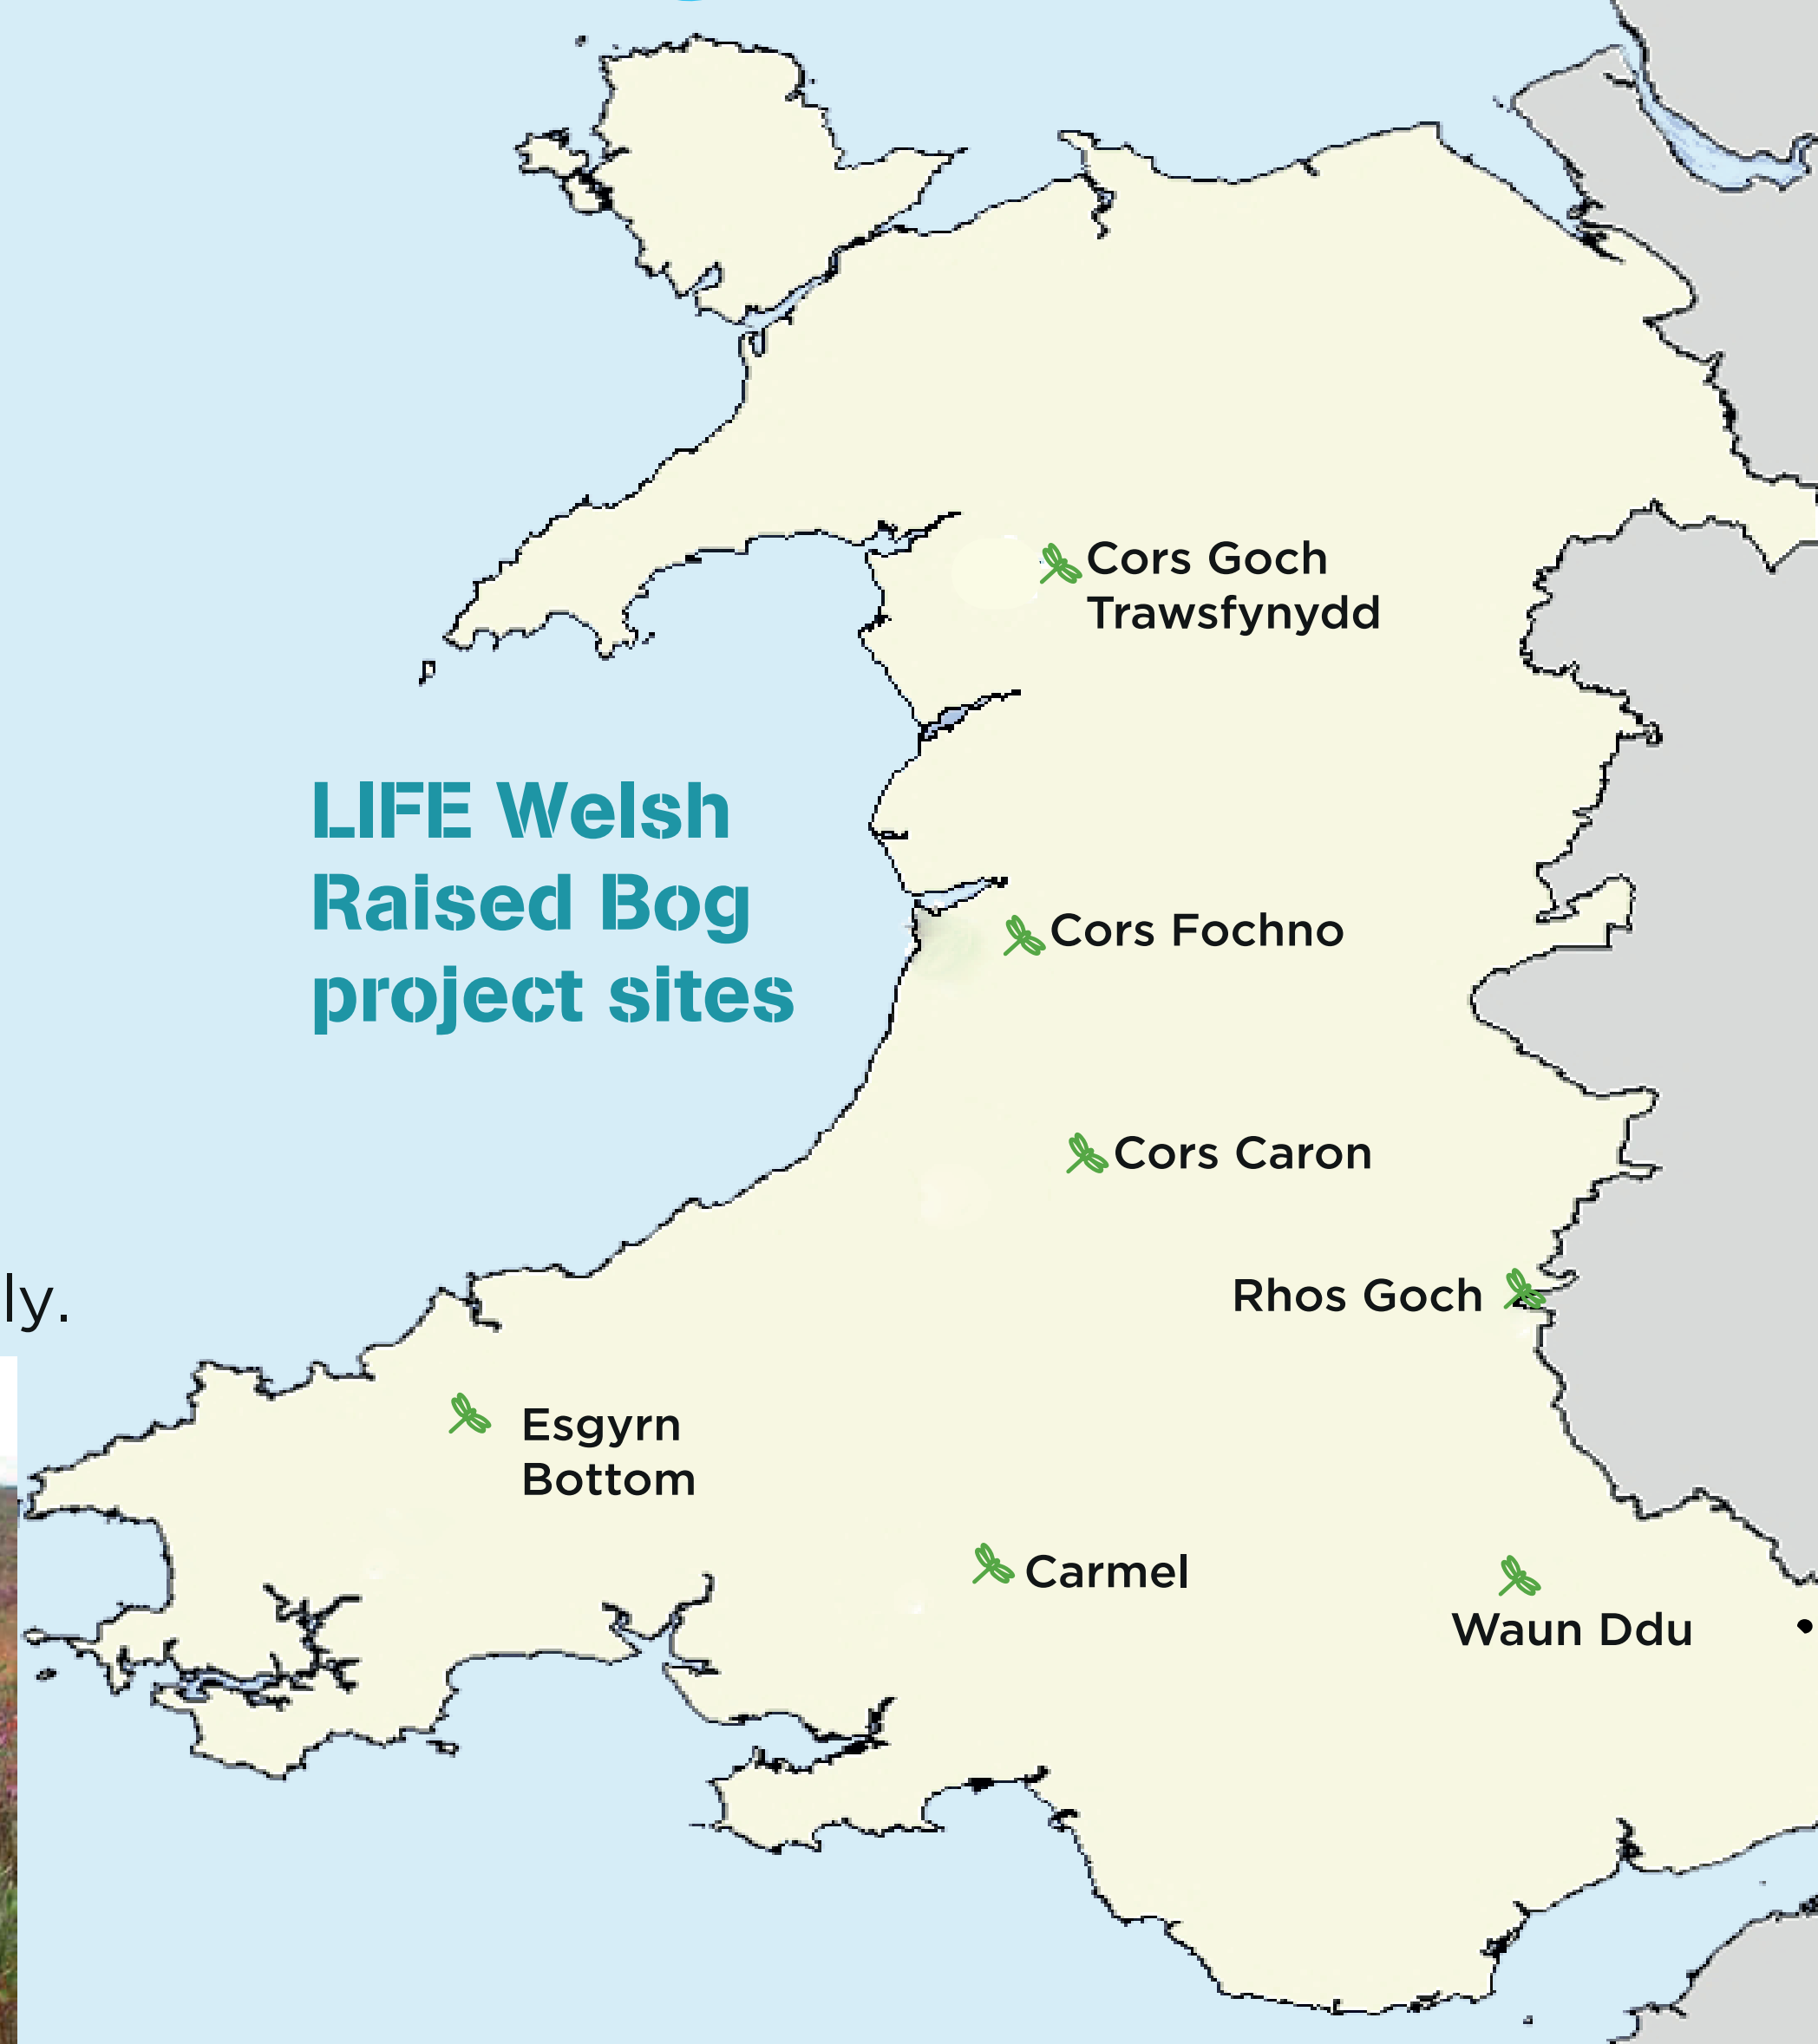 Cors Goch
Trawsfynydd
LIFE Welsh
Raised Bog
project sites
Cors Fochno
Cors Caron
Rhos Goch
ly.
Esgyrn
Bottom
Carmel
Waun Ddu
•